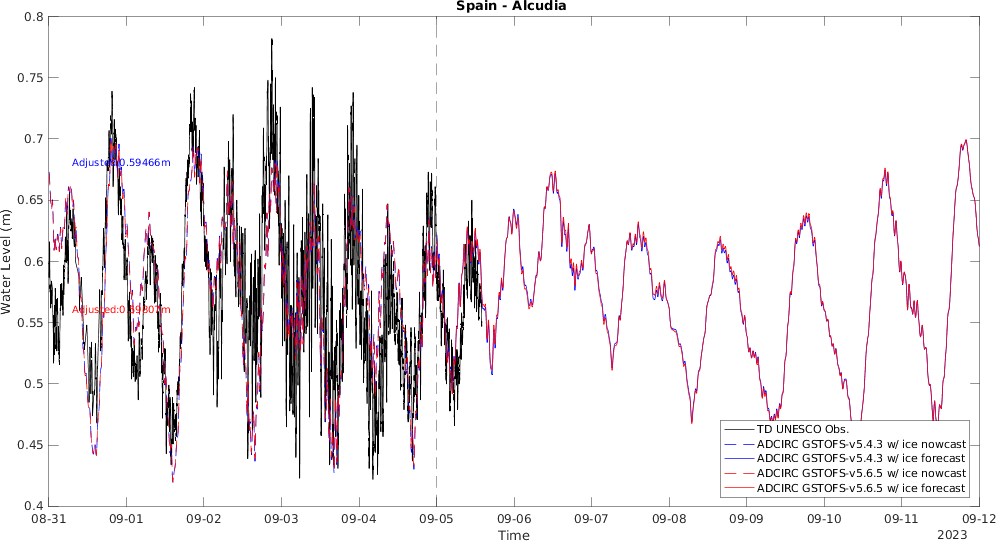 Spain - Alcudia
0.8
0.75
0.7
0.65
0.6
0.55
0.5
0.45
0.4
Water Level (m)
Adjusted:0.59466m
TD UNESCO Obs.
ADCIRC GSTOFS-v5.4.3 w/ ice nowcast
ADCIRC GSTOFS-v5.4.3 w/ ice forecast
ADCIRC GSTOFS-v5.6.5 w/ ice nowcast
ADCIRC GSTOFS-v5.6.5 w/ ice forecast
08-31 09-01 09-02 09-03 09-04 09-05 09-06 09-07 09-08 09-09 09-10 09-11 09-12
Time
2023